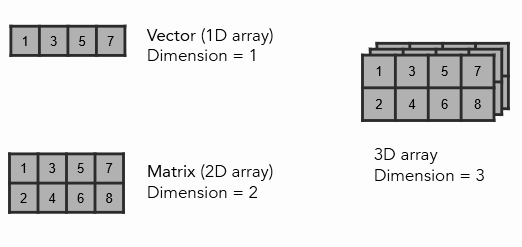 1 3 5 7
Vector (1D array)
Dimension = 1
1 3 5 7
2 4 6 8
Matrix (2D array)
Dimension = 2
1 3 5 7
2 4 6 8
3D array
Dimension = 3